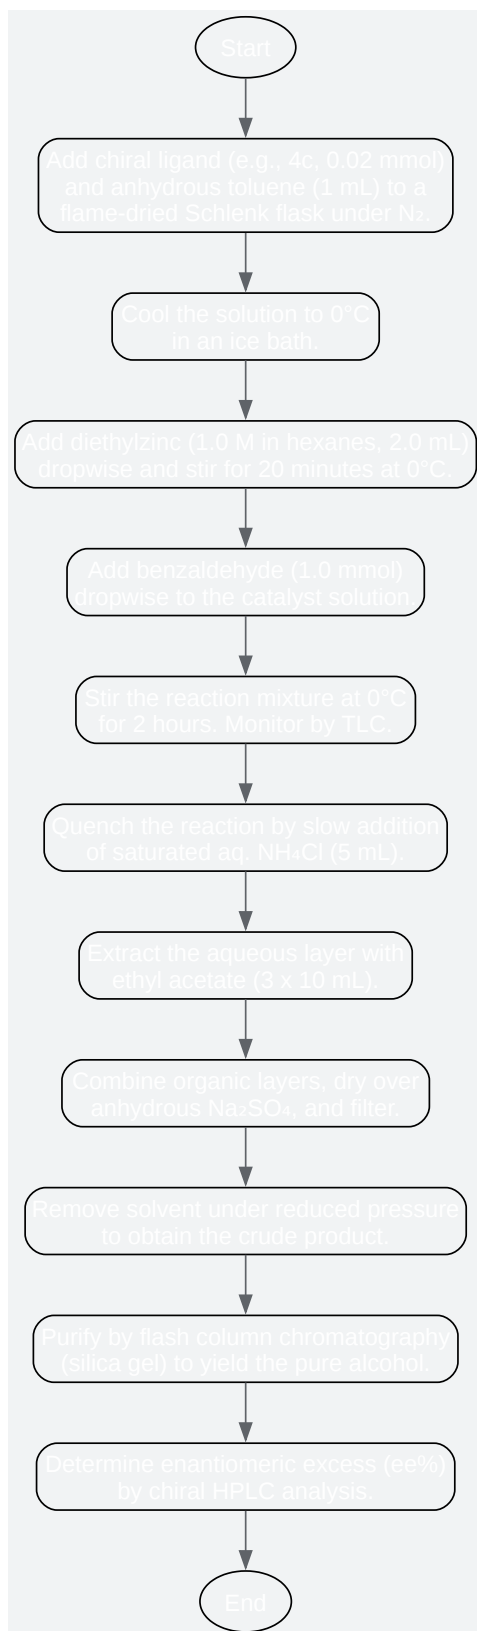 Start
Add chiral ligand (e.g., 4c, 0.02 mmol)
and anhydrous toluene (1 mL) to a
flame-dried Schlenk flask under N₂.
Cool the solution to 0°C
in an ice bath.
Add diethylzinc (1.0 M in hexanes, 2.0 mL)
dropwise and stir for 20 minutes at 0°C.
Add benzaldehyde (1.0 mmol)
dropwise to the catalyst solution.
Stir the reaction mixture at 0°C
for 2 hours. Monitor by TLC.
Quench the reaction by slow addition
of saturated aq. NH₄Cl (5 mL).
Extract the aqueous layer with
ethyl acetate (3 x 10 mL).
Combine organic layers, dry over
anhydrous Na₂SO₄, and filter.
Remove solvent under reduced pressure
to obtain the crude product.
Purify by flash column chromatography
(silica gel) to yield the pure alcohol.
Determine enantiomeric excess (ee%)
by chiral HPLC analysis.
End